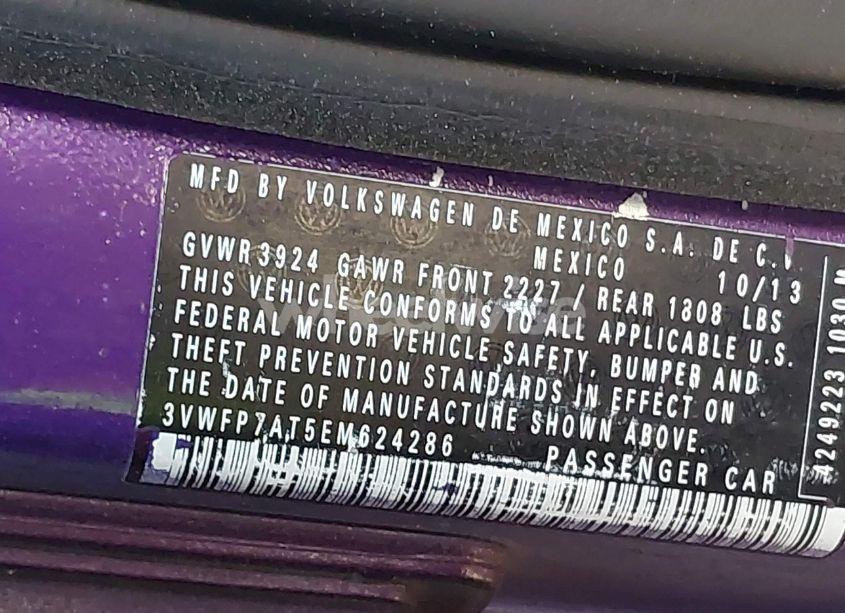 MFD BY VOLKSWAGEN DE MEXICO S.A. DE C.V.
MEXICO 10/13
GVWR 3924 GAWR FRONT 2227 / REAR 1808 LBS
THIS VEHICLE CONFORMS TO ALL APPLICABLE U.S.
FEDERAL MOTOR VEHICLE SAFETY, BUMPER AND
THEFT PREVENTION STANDARDS IN EFFECT ON
THE DATE OF MANUFACTURE SHOWN ABOVE.
3VWFP7AT5EM624286 PASSENGER CAR
4249223 1030 M